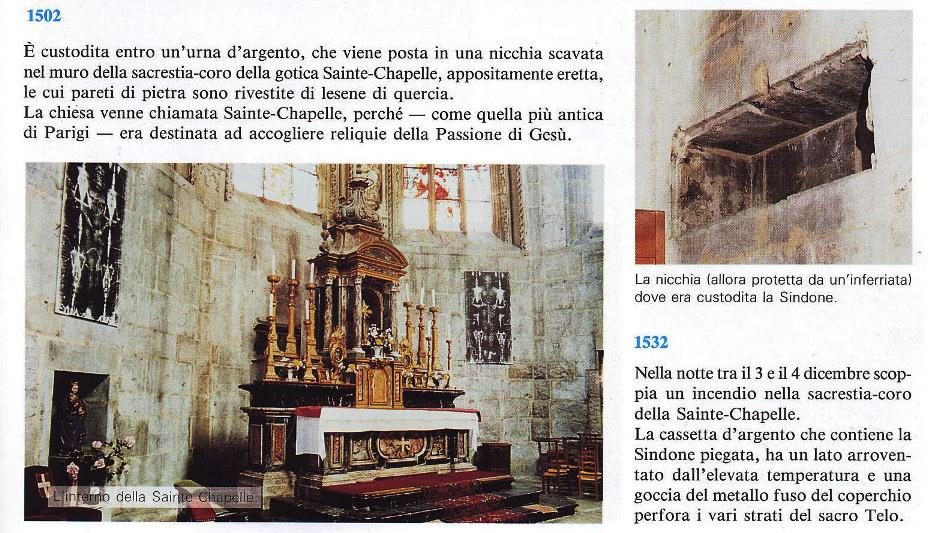 1502
È custodita entro un'urna d'argento, che viene posta in una nicchia scavata
nel muro della sacrestia-coro della gotica Sainte-Chapelle, appositamente eretta,
le cui pareti di pietra sono rivestite di lesene di quercia.
La chiesa venne chiamata Sainte-Chapelle, perché — come quella più antica
di Parigi — era destinata ad accogliere reliquie della Passione di Gesù.
L'interno della Sainte Chapelle.
La nicchia (allora protetta da un'inferriata)
dove era custodita la Sindone.
1532
Nella notte tra il 3 e il 4 dicembre scop-
pia un incendio nella sacrestia-coro
della Sainte-Chapelle.
La cassetta d'argento che contiene la
Sindone piegata, ha un lato arroven-
tato dall'elevata temperatura e una
goccia del metallo fuso del coperchio
perfora i vari strati del sacro Telo.